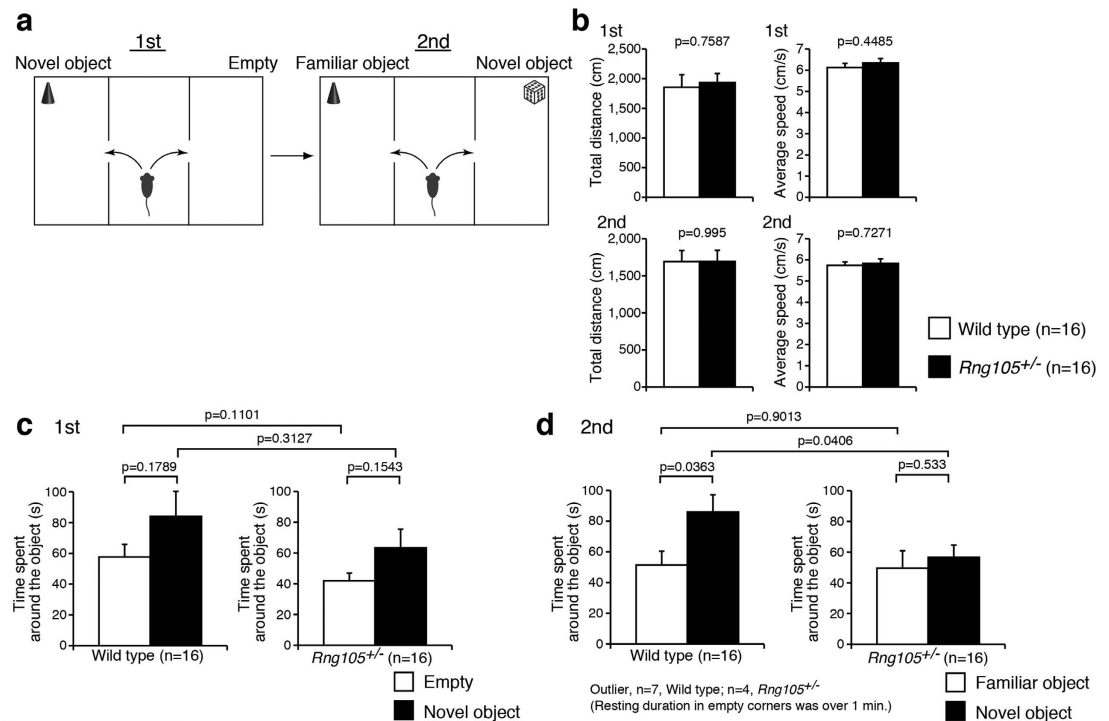 a
1st
2nd
Novel object
Empty
Familiar object
Novel object
b
1st
p=0.7587
2,500
2,000
1,500
1,000
500
0
Total distance (cm)
1st
p=0.4485
7
6
5
4
3
2
1
0
Average speed (cm/s)
2nd
p=0.995
2,000
1,500
1,000
500
0
Total distance (cm)
2nd
p=0.7271
7
6
5
4
3
2
1
0
Average speed (cm/s)
Wild type (n=16)
Rng105+/- (n=16)
c
1st
p=0.1101
p=0.3127
p=0.1789
p=0.1543
100
80
60
40
20
0
Time spent
around the object (s)
Wild type (n=16)
100
80
60
40
20
0
Time spent
around the object (s)
Rng105+/- (n=16)
Empty
Novel object
d
2nd
p=0.9013
p=0.0406
p=0.0363
p=0.533
100
80
60
40
20
0
Time spent
around the object (s)
Wild type (n=16)
100
80
60
40
20
0
Time spent
around the object (s)
Rng105+/- (n=16)
Outlier, n=7, Wild type; n=4, Rng105+/-
(Resting duration in empty corners was over 1 min.)
Familiar object
Novel object